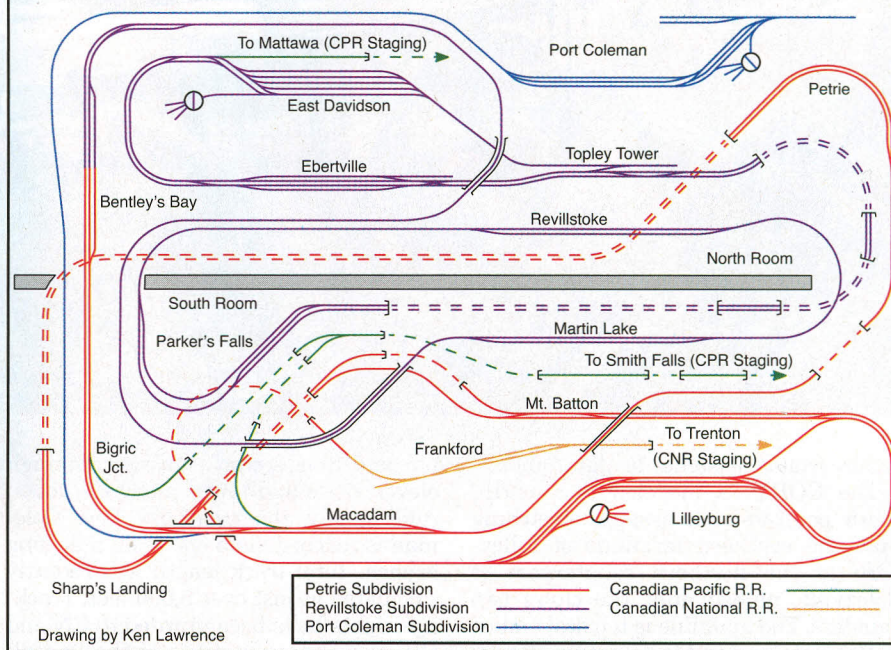 To Mattawa (CPR Staging)
Port Coleman
Petrie
East Davidson
Ebertville
Topley Tower
Bentley's Bay
Revillstoke
North Room
South Room
Parker's Falls
Martin Lake
To Smith Falls (CPR Staging)
Mt. Batton
To Trenton
(CNR Staging)
Frankford
Bigric
Jct.
Macadam
Lilleyburg
Sharp's Landing
Petrie Subdivision
Revillstoke Subdivision
Port Coleman Subdivision
Canadian Pacific R.R.
Canadian National R.R.
Drawing by Ken Lawrence